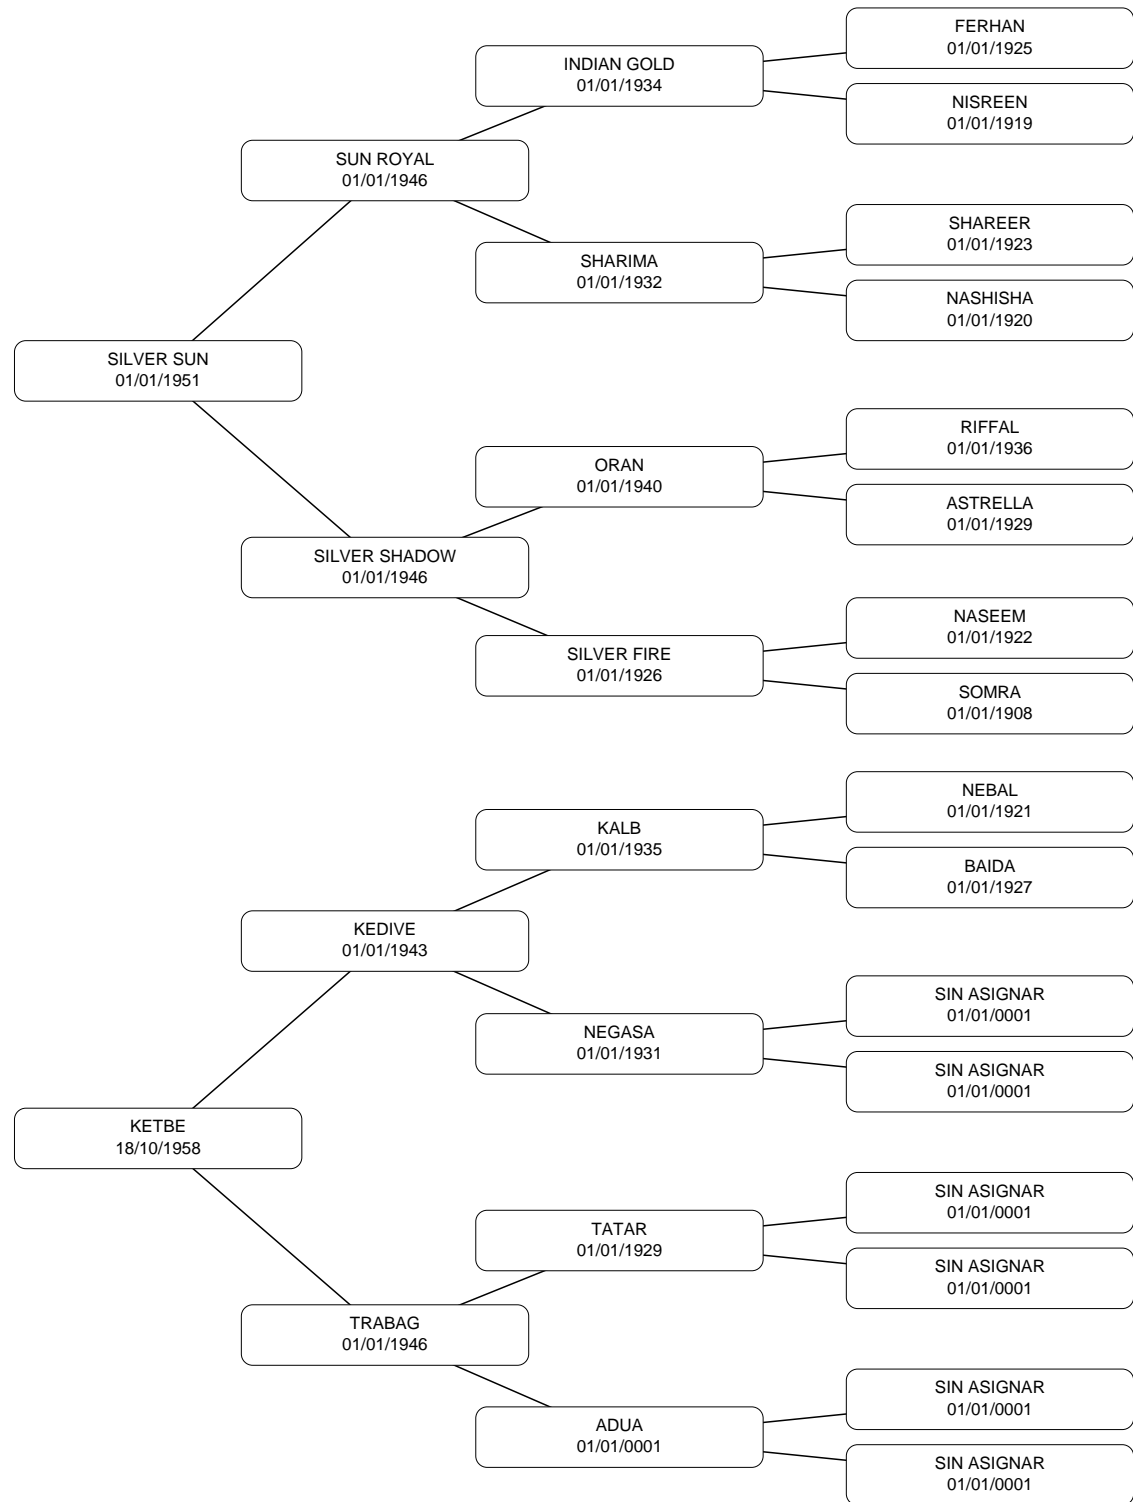 FERHAN
01/01/1925
INDIAN GOLD
01/01/1934
NISREEN
01/01/1919
SUN ROYAL
01/01/1946
SHAREER
01/01/1923
SHARIMA
01/01/1932
NASHISHA
01/01/1920
SILVER SUN
01/01/1951
RIFFAL
01/01/1936
ORAN
01/01/1940
ASTRELLA
01/01/1929
SILVER SHADOW
01/01/1946
NASEEM
01/01/1922
SILVER FIRE
01/01/1926
SOMRA
01/01/1908
NEBAL
01/01/1921
KALB
01/01/1935
BAIDA
01/01/1927
KEDIVE
01/01/1943
SIN ASIGNAR
01/01/0001
NEGASA
01/01/1931
SIN ASIGNAR
01/01/0001
KETBE
18/10/1958
SIN ASIGNAR
01/01/0001
TATAR
01/01/1929
SIN ASIGNAR
01/01/0001
TRABAG
01/01/1946
SIN ASIGNAR
01/01/0001
ADUA
01/01/0001
SIN ASIGNAR
01/01/0001